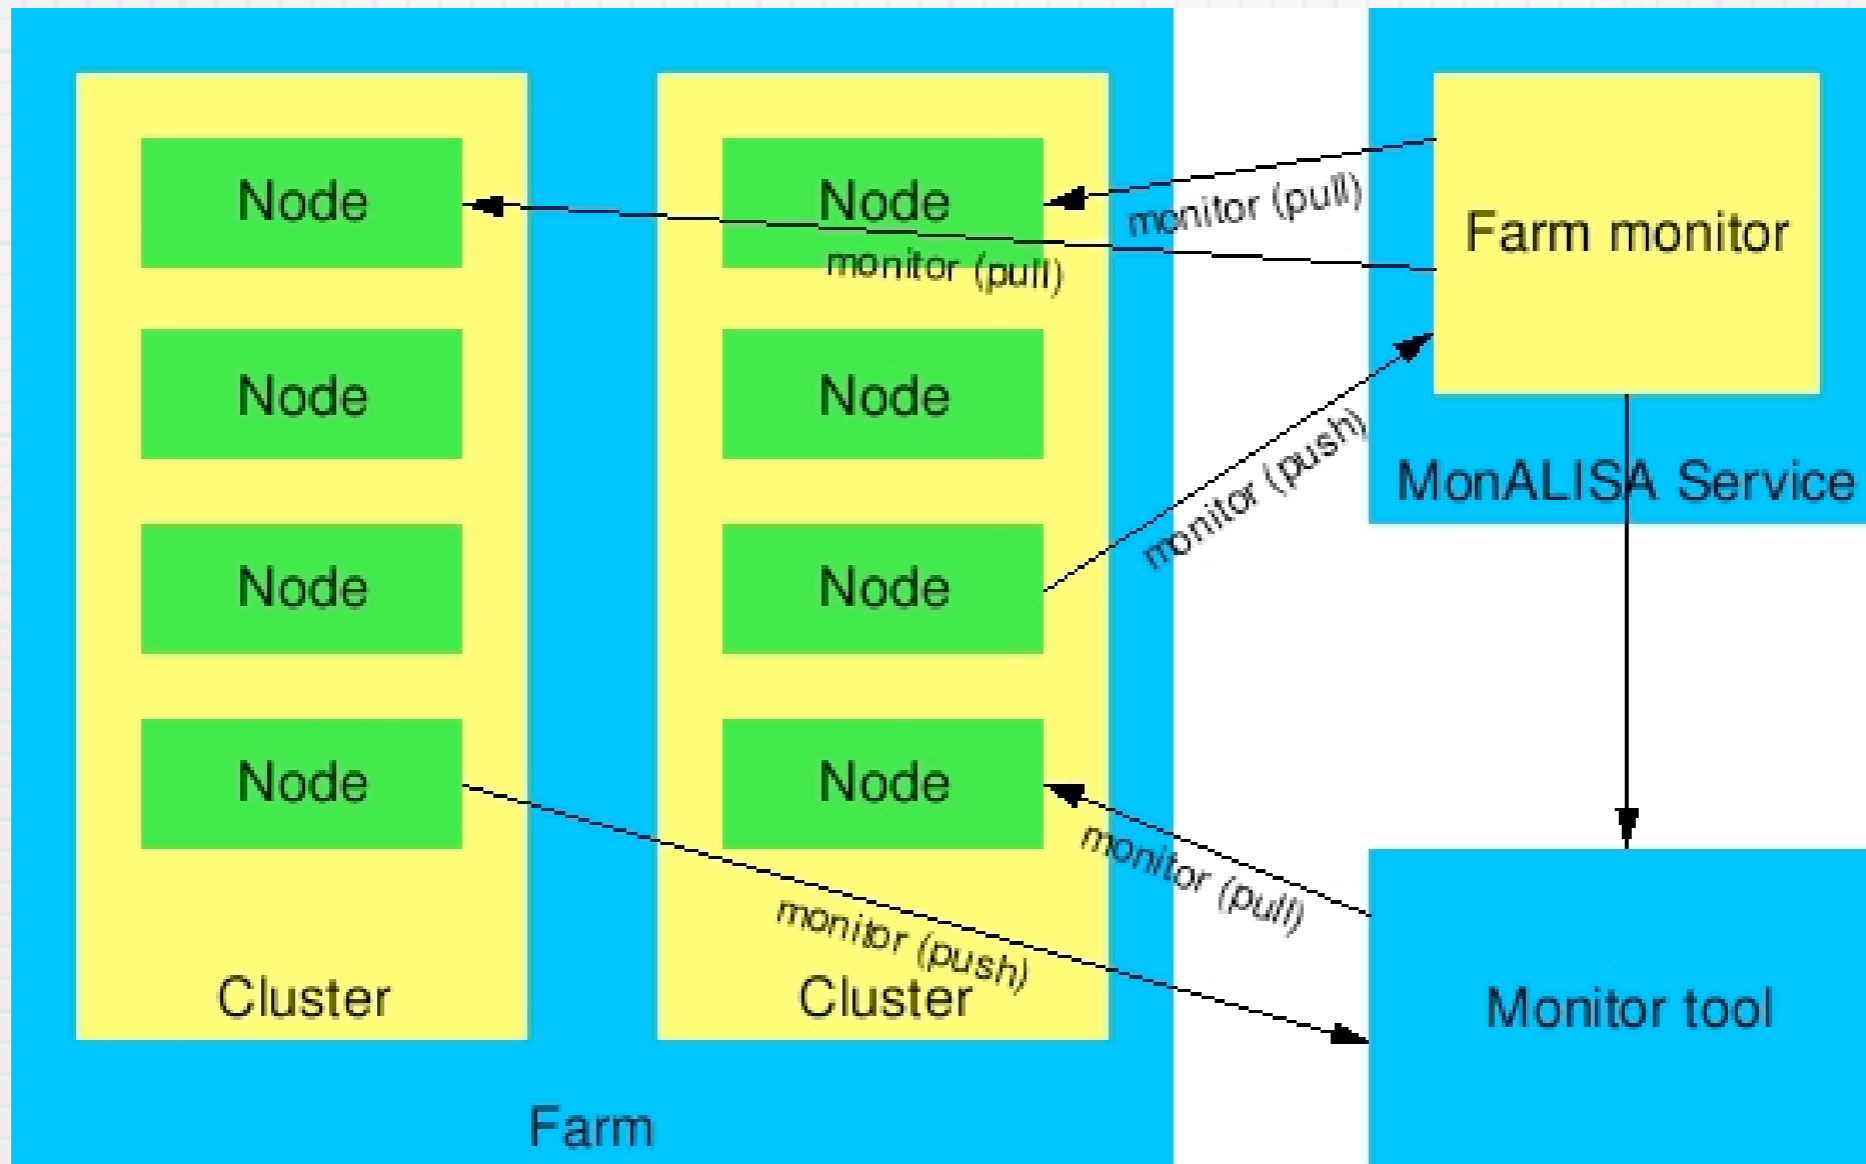 Node
Node
Node
Node
Cluster
Node
Node
Node
Node
Cluster
Farm
monitor (pull)
monitor (pull)
monitor (push)
monitor (pull)
monitor (push)
Farm monitor
MonALISA Service
Monitor tool